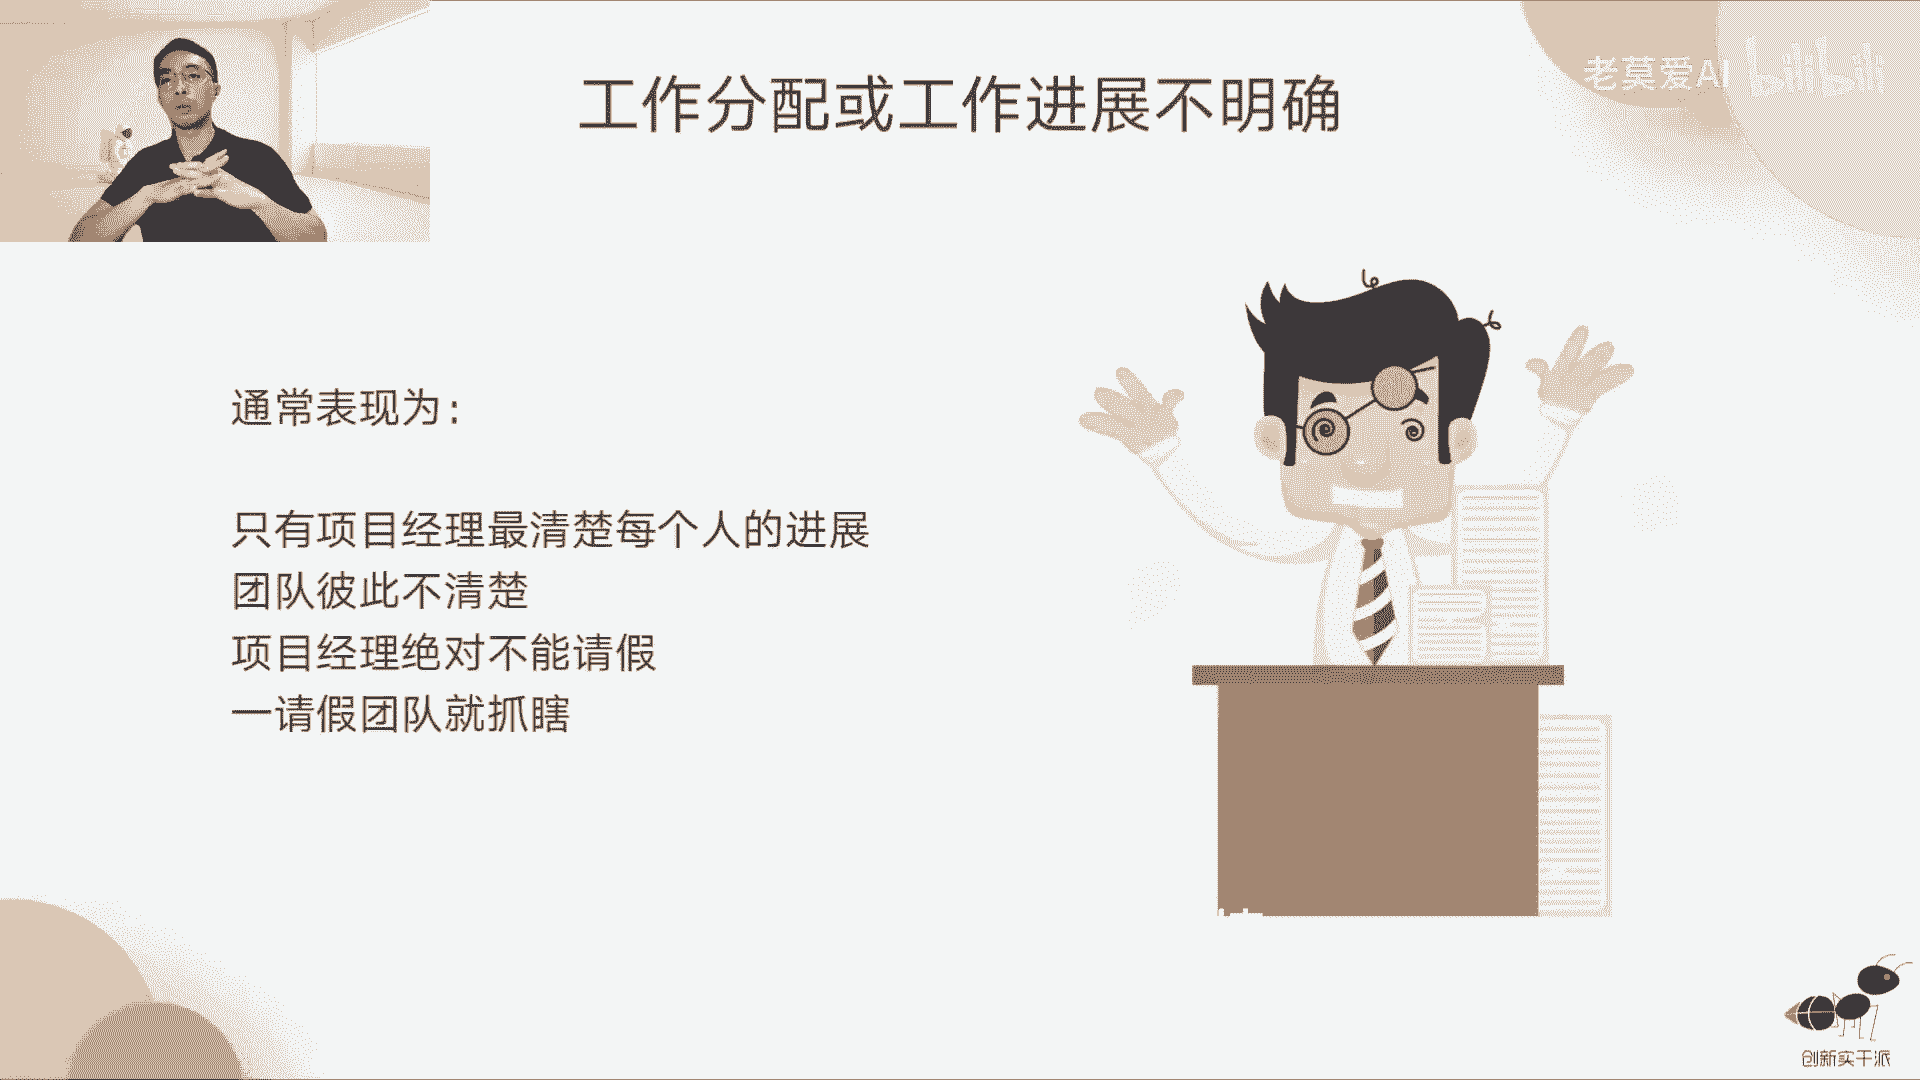 工作分配或工作进展不明确
老莫爱AI bilibili
通常表现为:
只有项目经理最清楚每个人的进展
团队彼此不清楚
项目经理绝对不能请假
一请假团队就抓瞎
创新实干派